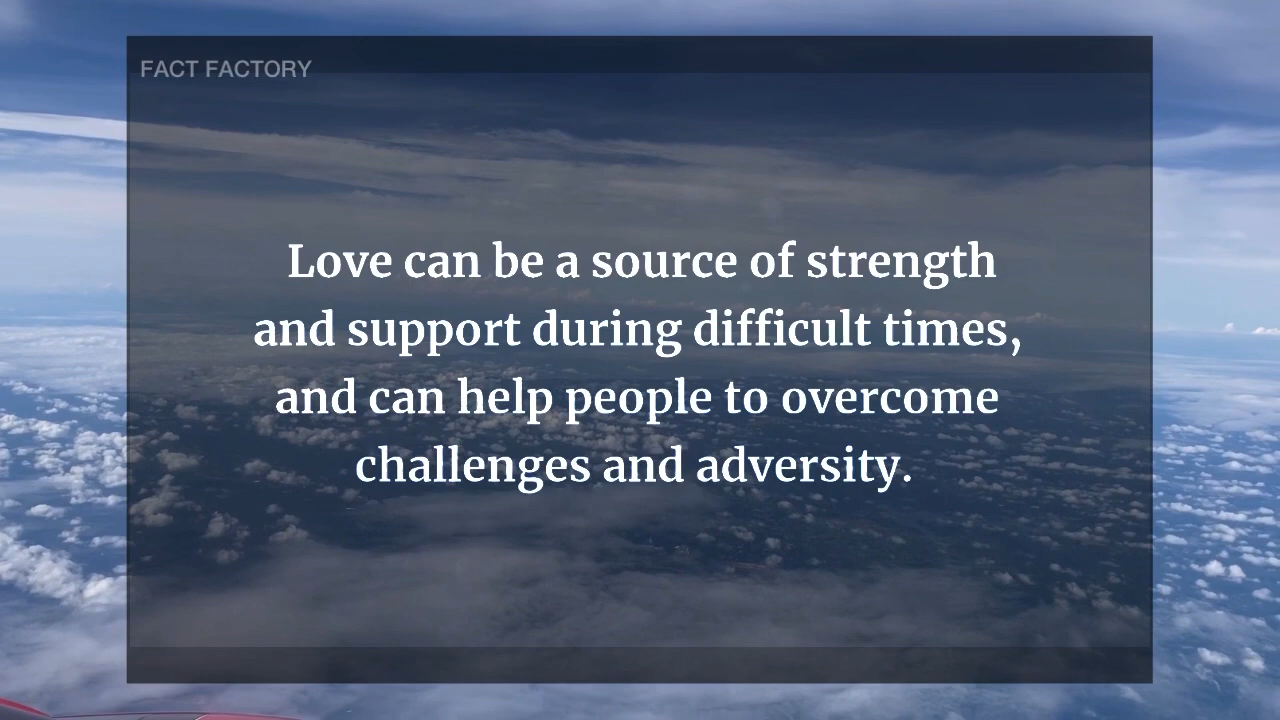 FACT FACTORY
Love can be a source of strength
and support during difficult times,
and can help people to overcome
challenges and adversity.